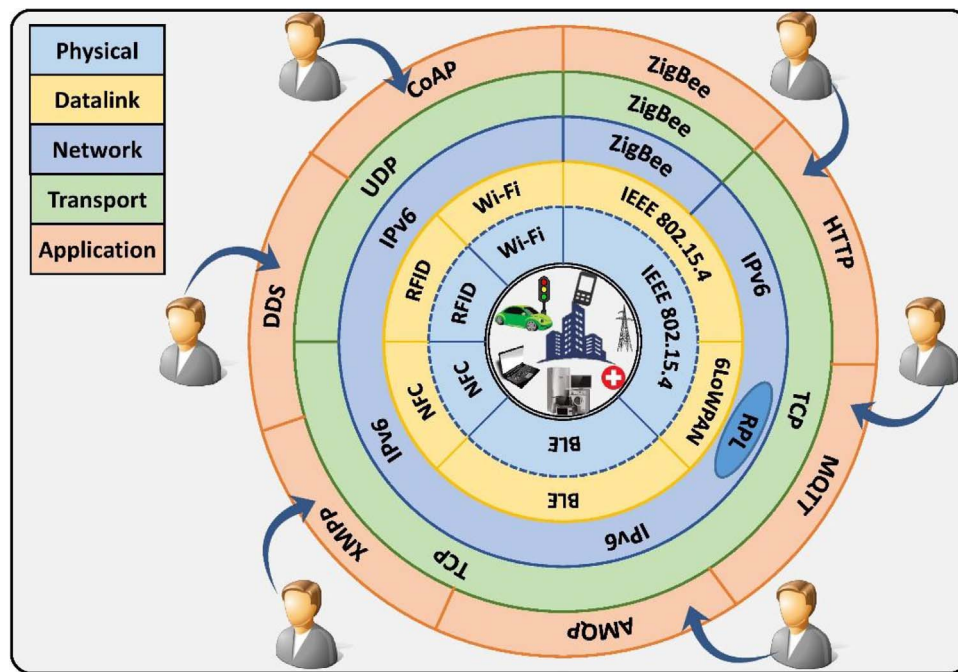 Physical
Datalink
Network
Transport
Application
CoAP
ZigBee
HTTP
MQTT
AMQP
XMPP
DDS
UDP
ZigBee
TCP
TCP
IPv6
ZigBee
IPv6
RPL
IPv6
IPv6
Wi-Fi
IEEE 802.15.4
6LoWPAN
BLE
NFC
RFID
Wi-Fi
IEEE 802.15.4
BLE
NFC
RFID